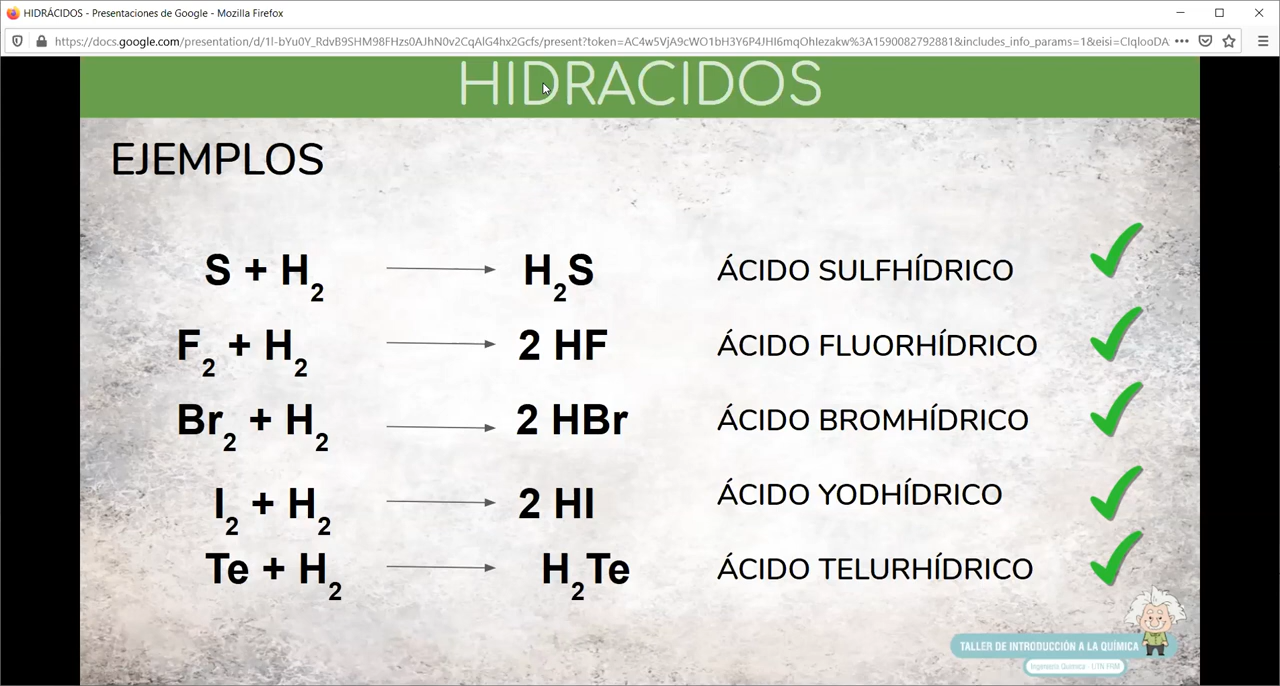 HIDRÁCIDOS - Presentaciones de Google - Mozilla Firefox
https://docs.google.com/presentation/d/1l-bYu0Y_RdvB9SHM98FHzs0AJhN0v2CqAlG4hx2Gcfs/present?token=AC4w5VjA9cWO1bH3Y6P4JHI6mqOhIezakw%3A1590082792881&includes_info_params=1&eisi=CIqlooDA
HIDRACIDOS
EJEMPLOS
S + H₂ H₂S ÁCIDO SULFHÍDRICO
F₂ + H₂ 2 HF ÁCIDO FLUORHÍDRICO
Br₂ + H₂ 2 HBr ÁCIDO BROMHÍDRICO
I₂ + H₂ 2 HI ÁCIDO YODHÍDRICO
Te + H₂ H₂Te ÁCIDO TELURHÍDRICO
TALLER DE INTRODUCCIÓN A LA QUÍMICA
Ingeniería Química - UTN FRM